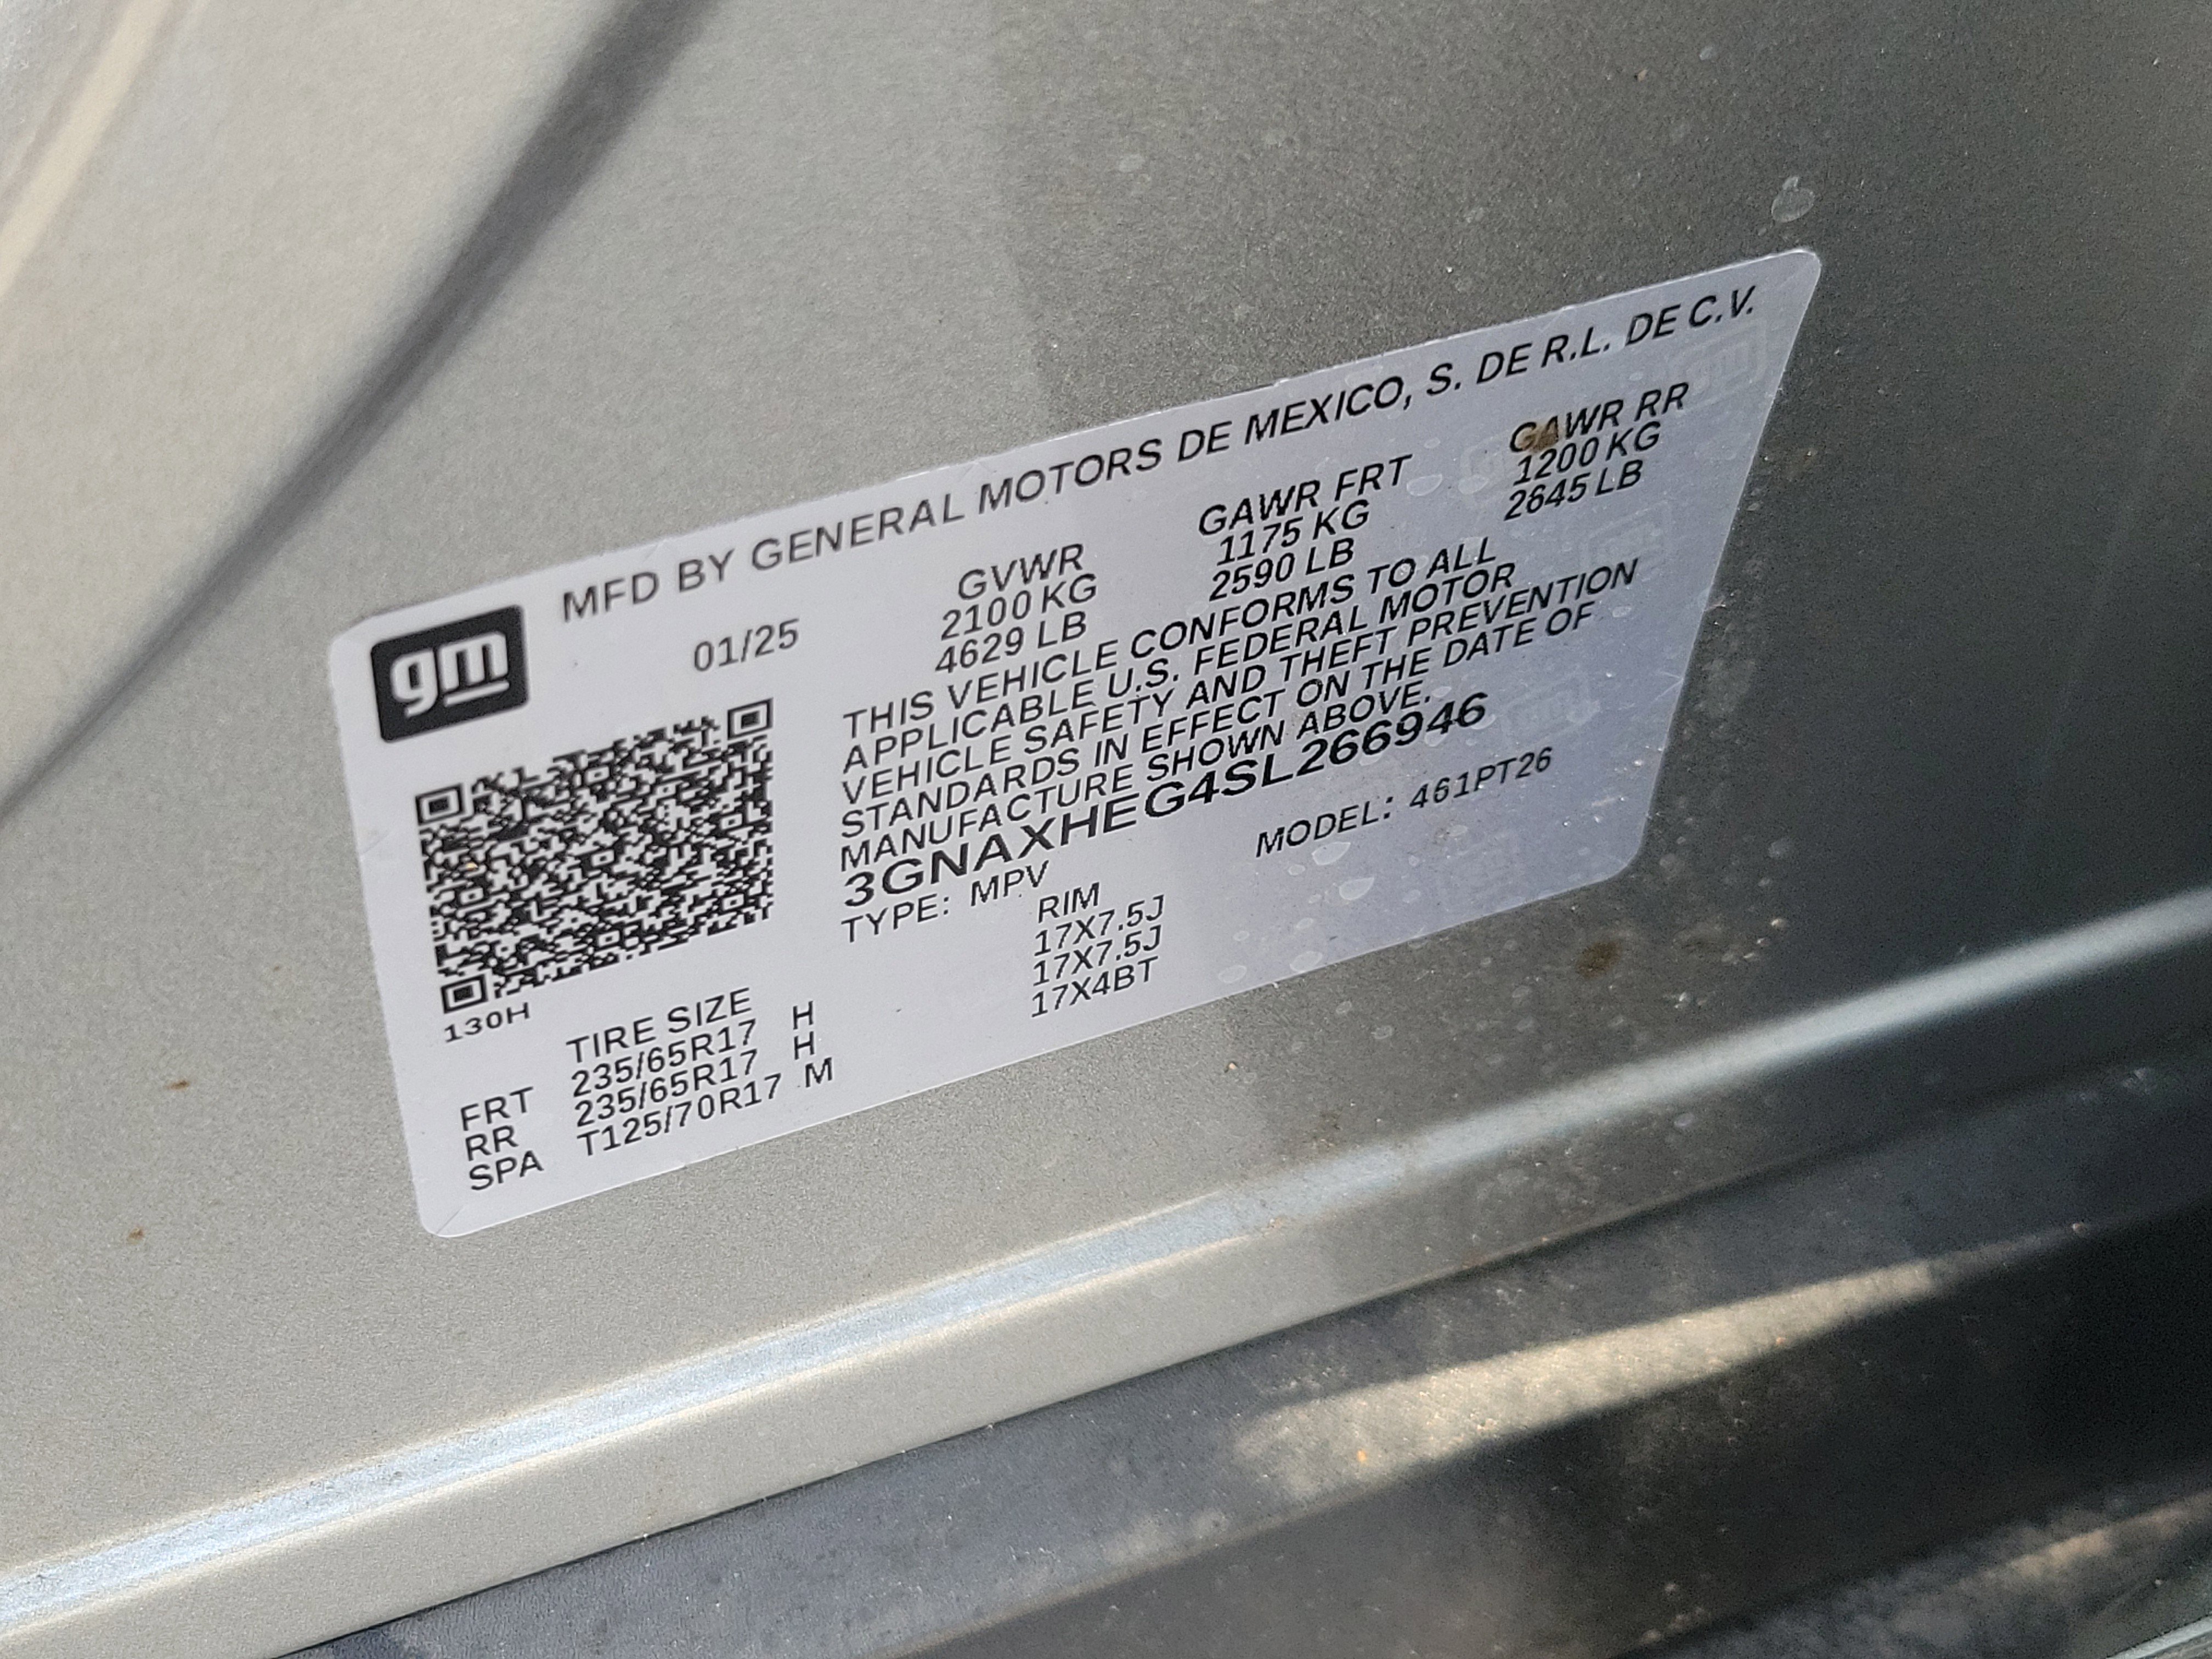 gm
MFD BY GENERAL MOTORS DE MEXICO, S. DE R.L. DE C.V.
01/25
GVWR
2100 KG
4629 LB
GAWR FRT
1175 KG
2590 LB
GAWR RR
1200 KG
2645 LB
THIS VEHICLE CONFORMS TO ALL
APPLICABLE U.S. FEDERAL MOTOR
VEHICLE SAFETY AND THEFT PREVENTION
STANDARDS IN EFFECT ON THE DATE OF
MANUFACTURE SHOWN ABOVE.
3GNAXHEG4SL266946
TYPE: MPV
MODEL: 461PT26
130H
TIRE SIZE
RIM
FRT 235/65R17 H 17X7.5J
RR 235/65R17 H 17X7.5J
SPA T125/70R17 M 17X4BT